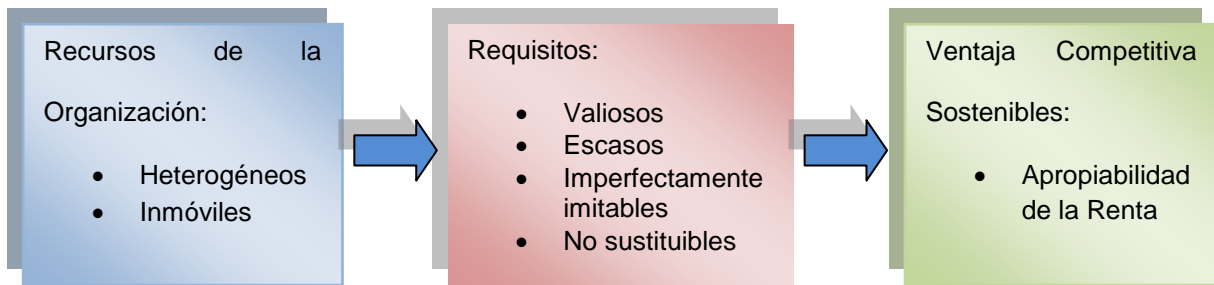 Recursos de la
Organización:
• Heterogéneos
• Inmóviles
Requisitos:
• Valiosos
• Escasos
• Imperfectamente
imitables
• No sustituibles
Ventaja Competitiva
Sostenibles:
• Apropiabilidad
de la Renta